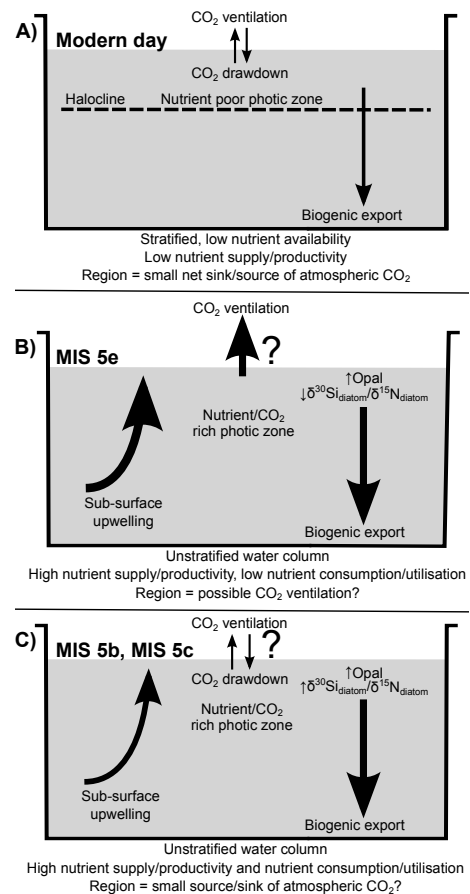 A)
Modern day
CO₂ ventilation
CO₂ drawdown
Halocline
Nutrient poor photic zone
Biogenic export
Stratified, low nutrient availability
Low nutrient supply/productivity
Region = small net sink/source of atmospheric CO₂
B)
MIS 5e
CO₂ ventilation
?
↑Opal
↓δ³⁰Si_diatom/δ¹⁵N_diatom
Nutrient/CO₂
rich photic zone
Sub-surface
upwelling
Biogenic export
Unstratified water column
High nutrient supply/productivity, low nutrient consumption/utilisation
Region = possible CO₂ ventilation?
C)
MIS 5b, MIS 5c
CO₂ ventilation
?
CO₂ drawdown
↑Opal
↑δ³⁰Si_diatom/δ¹⁵N_diatom
Nutrient/CO₂
rich photic zone
Sub-surface
upwelling
Biogenic export
Unstratified water column
High nutrient supply/productivity and nutrient consumption/utilisation
Region = small source/sink of atmospheric CO₂?